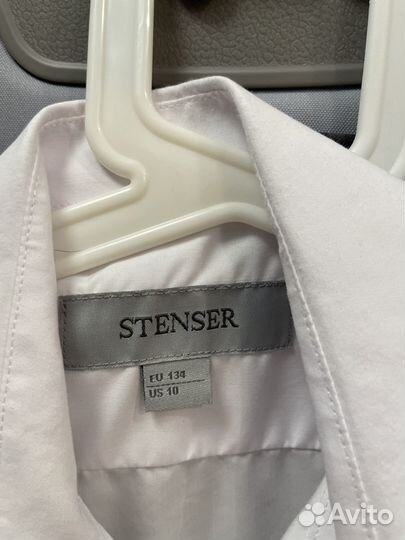 STENSER
EU 134
US 10
Avito